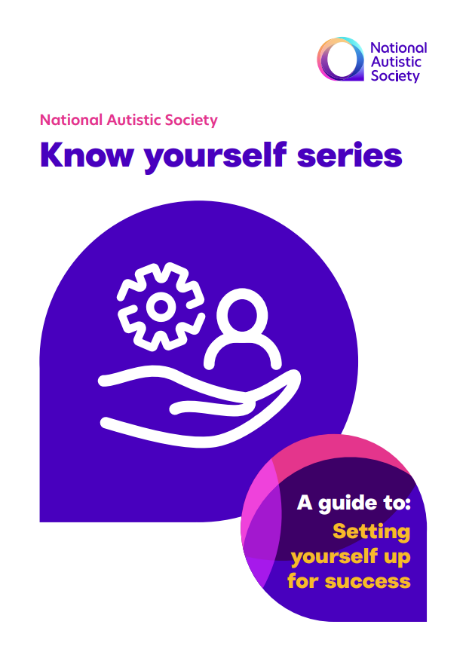 National
Autistic
Society
National Autistic Society
Know yourself series
A guide to:
Setting
yourself up
for success